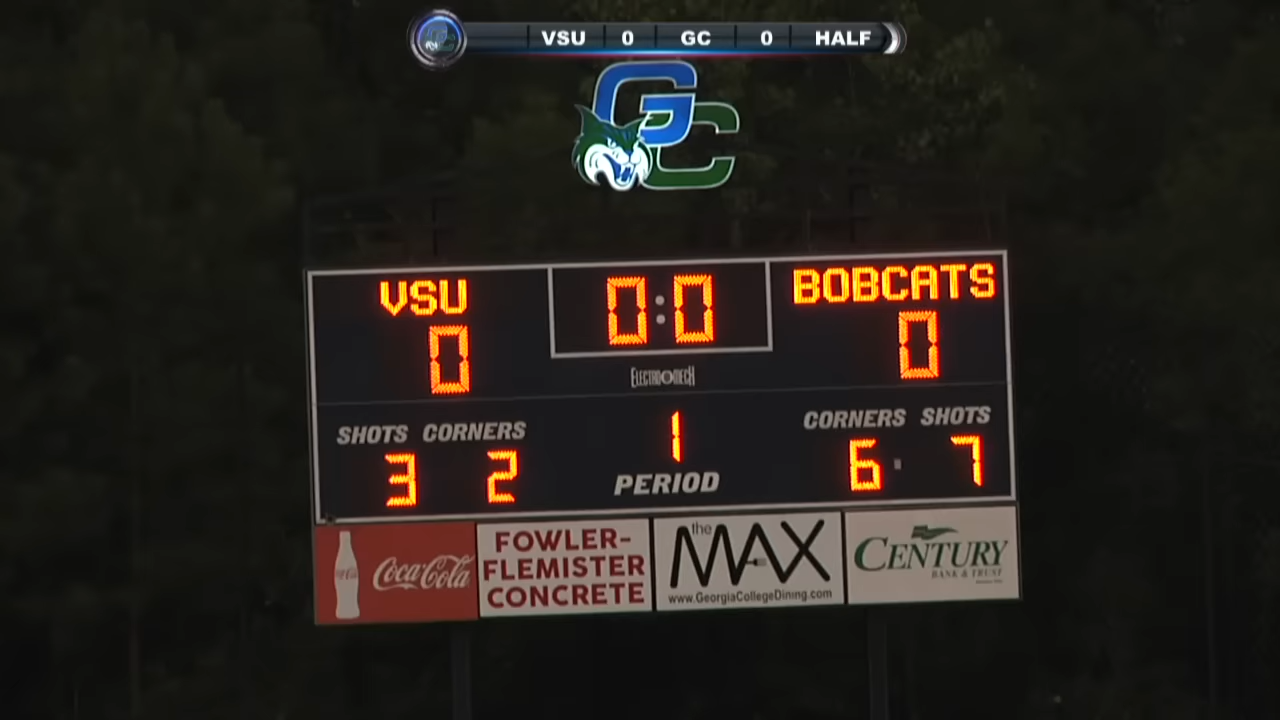 VSU 0 GC 0 HALF
GC
VSU 0:0 BOBCATS
0 0
ELECTRO-MECH
SHOTS CORNERS 1 CORNERS SHOTS
3 2 6 7
PERIOD
Coca-Cola
FOWLER-
FLEMISTER
CONCRETE
the
MAX
www.GeorgiaCollegeDining.com
CENTURY
BANK & TRUST